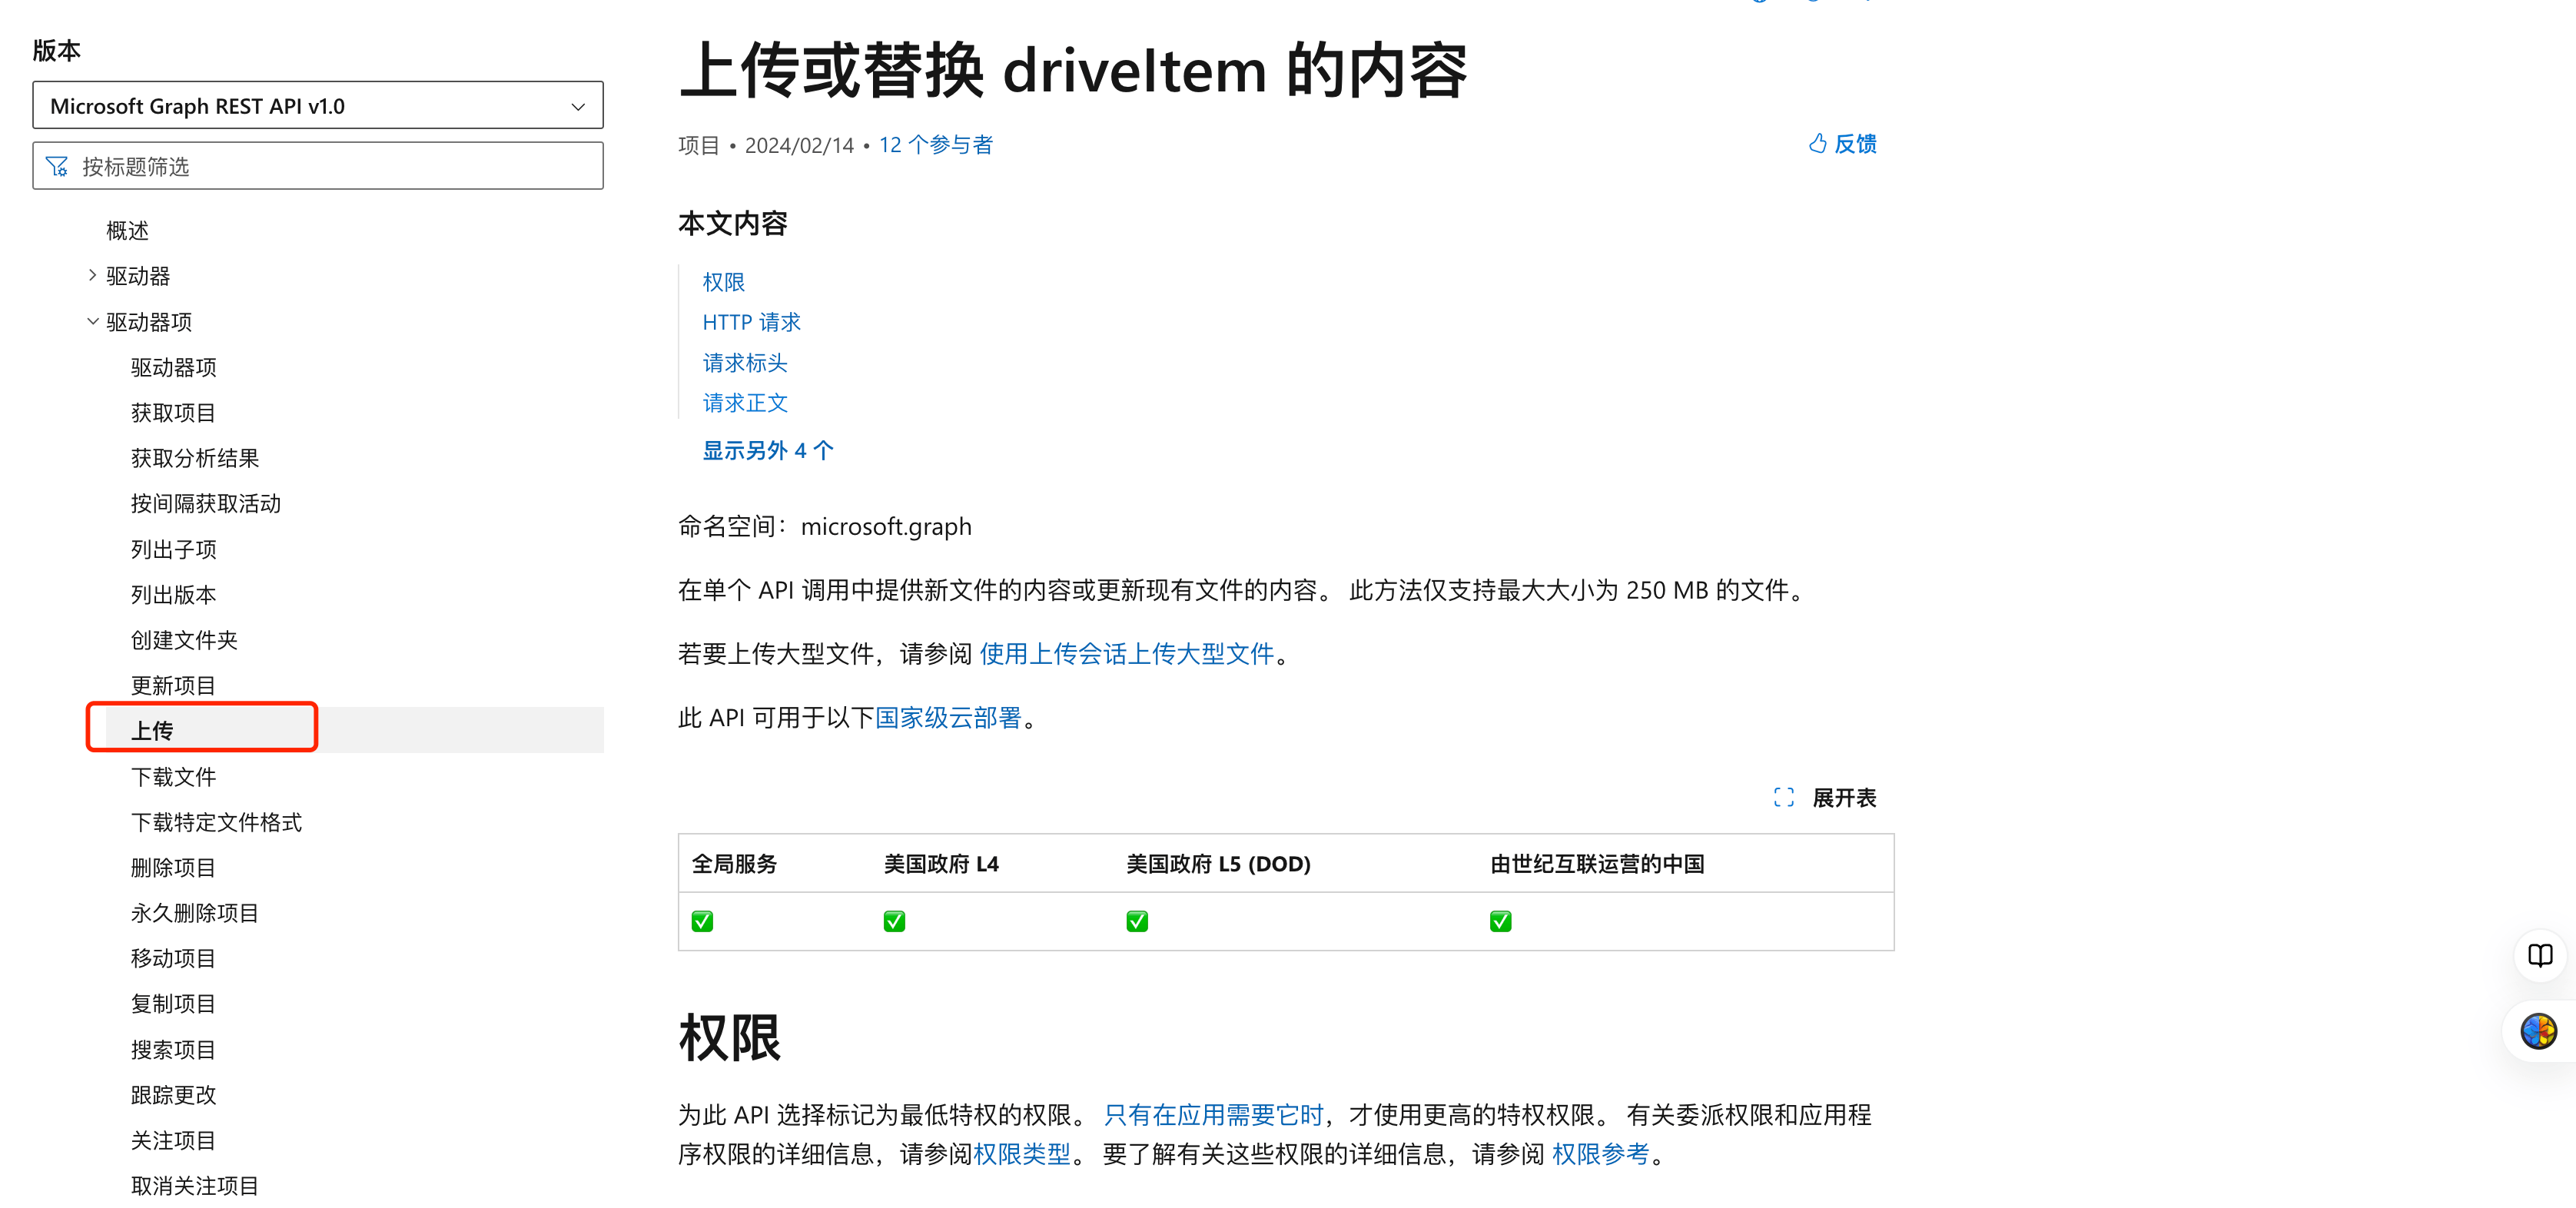 版本
Microsoft Graph REST API v1.0
按标题筛选
概述
驱动器
驱动器项
驱动器项
获取项目
获取分析结果
按间隔获取活动
列出子项
列出版本
创建文件夹
更新项目
上传
下载文件
下载特定文件格式
删除项目
永久删除项目
移动项目
复制项目
搜索项目
跟踪更改
关注项目
取消关注项目
上传或替换 driveItem 的内容
项目 • 2024/02/14 • 12 个参与者
反馈
本文内容
权限
HTTP 请求
请求标头
请求正文
显示另外 4 个
命名空间：microsoft.graph
在单个 API 调用中提供新文件的内容或更新现有文件的内容。 此方法仅支持最大大小为 250 MB 的文件。
若要上传大型文件，请参阅 使用上传会话上传大型文件。
此 API 可用于以下国家级云部署。
展开表
全局服务 美国政府 L4 美国政府 L5 (DOD) 由世纪互联运营的中国
✅ ✅ ✅ ✅
权限
为此 API 选择标记为最低特权的权限。 只有在应用需要它时，才使用更高的特权权限。 有关委派权限和应用程
序权限的详细信息，请参阅权限类型。 要了解有关这些权限的详细信息，请参阅 权限参考。